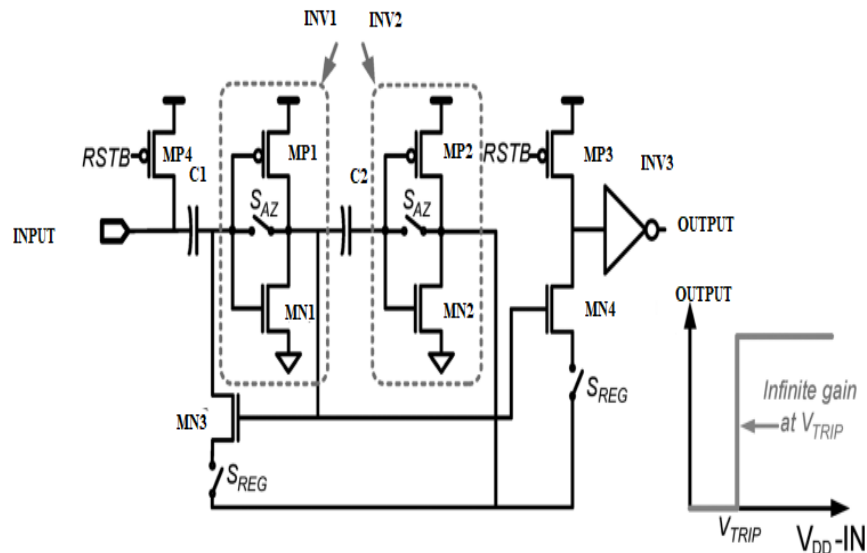 INV1 INV2
RSTB MP4 MP1 MP2 RSTB MP3 INV3
C1 C2
S_AZ S_AZ
INPUT OUTPUT
MN1 MN2 MN4 OUTPUT
S_REG Infinite gain
at V_TRIP
MN3
S_REG
V_TRIP V_DD-IN